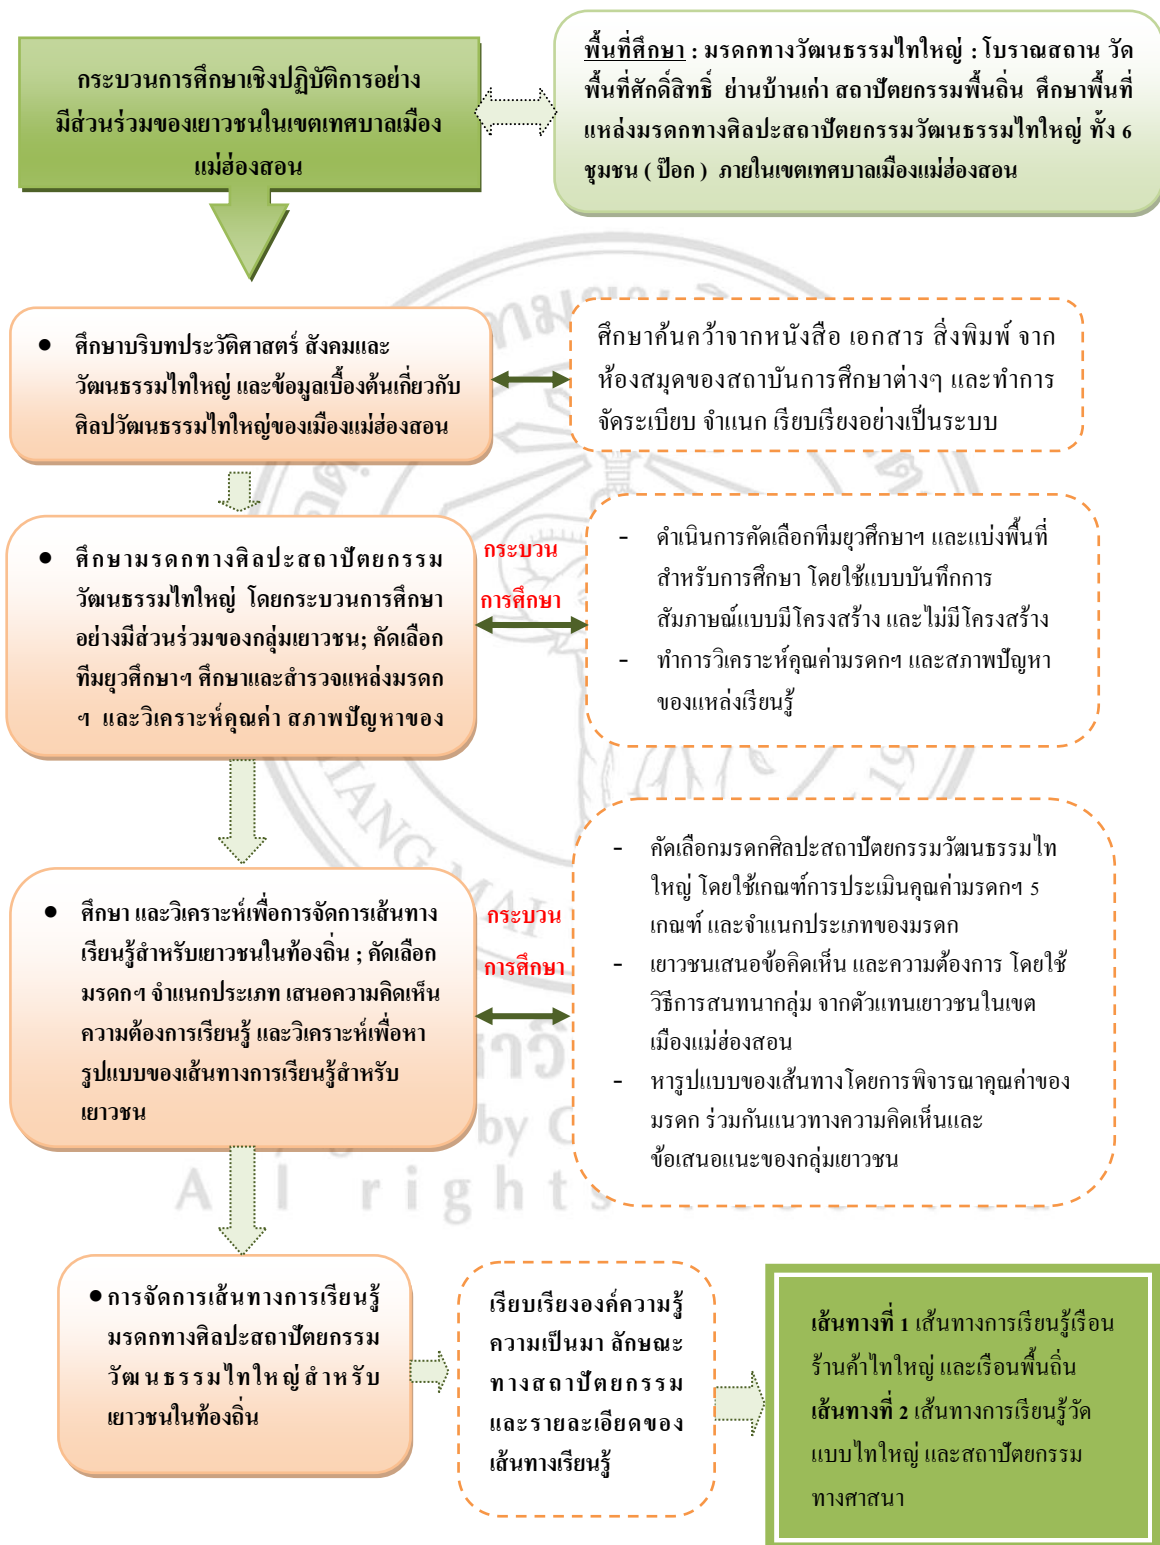 กระบวนการศึกษาเชิงปฏิบัติการอย่าง
มีส่วนร่วมของเยาวชนในเขตเทศบาลเมือง
แม่ฮ่องสอน
พื้นที่ศึกษา : มรดกทางวัฒนธรรมไทใหญ่ : โบราณสถาน วัด
พื้นที่ศักดิ์สิทธิ์ ย่านบ้านเก่า สถาปัตยกรรมพื้นถิ่น ศึกษาพื้นที่
แหล่งมรดกทางศิลปะสถาปัตยกรรมวัฒนธรรมไทใหญ่ ทั้ง 6
ชุมชน ( ป๊อก ) ภายในเขตเทศบาลเมืองแม่ฮ่องสอน
● ศึกษาบริบทประวัติศาสตร์ สังคมและ
วัฒนธรรมไทใหญ่ และข้อมูลเบื้องต้นเกี่ยวกับ
ศิลปวัฒนธรรมไทใหญ่ของเมืองแม่ฮ่องสอน
ศึกษาค้นคว้าจากหนังสือ เอกสาร สิ่งพิมพ์ จาก
ห้องสมุดของสถาบันการศึกษาต่างๆ และทำการ
จัดระเบียบ จำแนก เรียบเรียงอย่างเป็นระบบ
● ศึกษามรดกทางศิลปะสถาปัตยกรรม
วัฒนธรรมไทใหญ่ โดยกระบวนการศึกษา
อย่างมีส่วนร่วมของกลุ่มเยาวชน; คัดเลือก
ทีมยุวศึกษาฯ ศึกษาและสำรวจแหล่งมรดก
ฯ และวิเคราะห์คุณค่า สภาพปัญหาของ
กระบวน
การศึกษา
- ดำเนินการคัดเลือกทีมยุวศึกษาฯ และแบ่งพื้นที่
สำหรับการศึกษา โดยใช้แบบบันทึกการ
สัมภาษณ์แบบมีโครงสร้าง และไม่มีโครงสร้าง
- ทำการวิเคราะห์คุณค่ามรดกฯ และสภาพปัญหา
ของแหล่งเรียนรู้
● ศึกษา และวิเคราะห์เพื่อการจัดการเส้นทาง
เรียนรู้สำหรับเยาวชนในท้องถิ่น ; คัดเลือก
มรดกฯ จำแนกประเภท เสนอความคิดเห็น
ความต้องการเรียนรู้ และวิเคราะห์เพื่อหา
รูปแบบของเส้นทางการเรียนรู้สำหรับ
เยาวชน
กระบวน
การศึกษา
- คัดเลือกมรดกศิลปะสถาปัตยกรรมวัฒนธรรมไท
ใหญ่ โดยใช้เกณฑ์การประเมินคุณค่ามรดกฯ 5
เกณฑ์ และจำแนกประเภทของมรดก
- เยาวชนเสนอข้อคิดเห็น และความต้องการ โดยใช้
วิธีการสนทนากลุ่ม จากตัวแทนเยาวชนในเขต
เมืองแม่ฮ่องสอน
- หารูปแบบของเส้นทางโดยการพิจารณาคุณค่าของ
มรดก ร่วมกันแนวทางความคิดเห็นและ
ข้อเสนอแนะของกลุ่มเยาวชน
by
All rights
● การจัดการเส้นทางการเรียนรู้
มรดกทางศิลปะสถาปัตยกรรม
วัฒนธรรมไทใหญ่สำหรับ
เยาวชนในท้องถิ่น
เรียบเรียงองค์ความรู้
ความเป็นมา ลักษณะ
ทางสถาปัตยกรรม
และรายละเอียดของ
เส้นทางเรียนรู้
เส้นทางที่ 1 เส้นทางการเรียนรู้เรือน
ร้านค้าไทใหญ่ และเรือนพื้นถิ่น
เส้นทางที่ 2 เส้นทางการเรียนรู้วัด
แบบไทใหญ่ และสถาปัตยกรรม
ทางศาสนา